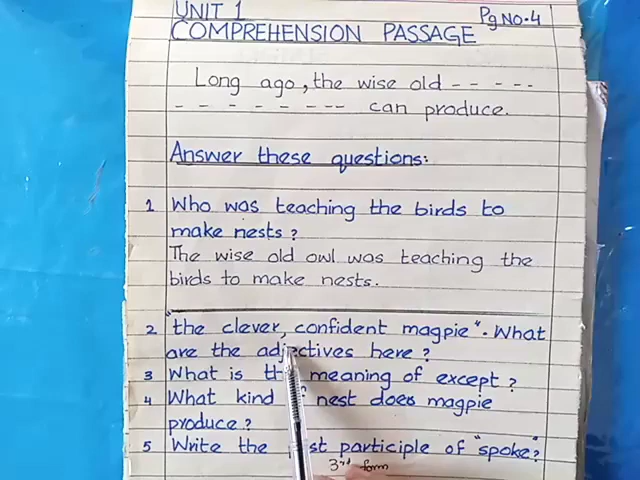 UNIT 1
Pg No.4
COMPREHENSION PASSAGE
Long ago, the wise old ------
-------- can produce.
Answer these questions:
1 Who was teaching the birds to
make nests?
The wise old owl was teaching the
birds to make nests.
2 "the clever, confident magpie". What
are the adjectives here?
3 What is the meaning of except?
4 What kind nest does magpie
produce?
5 Write the participle of "spoke"?
3rd form